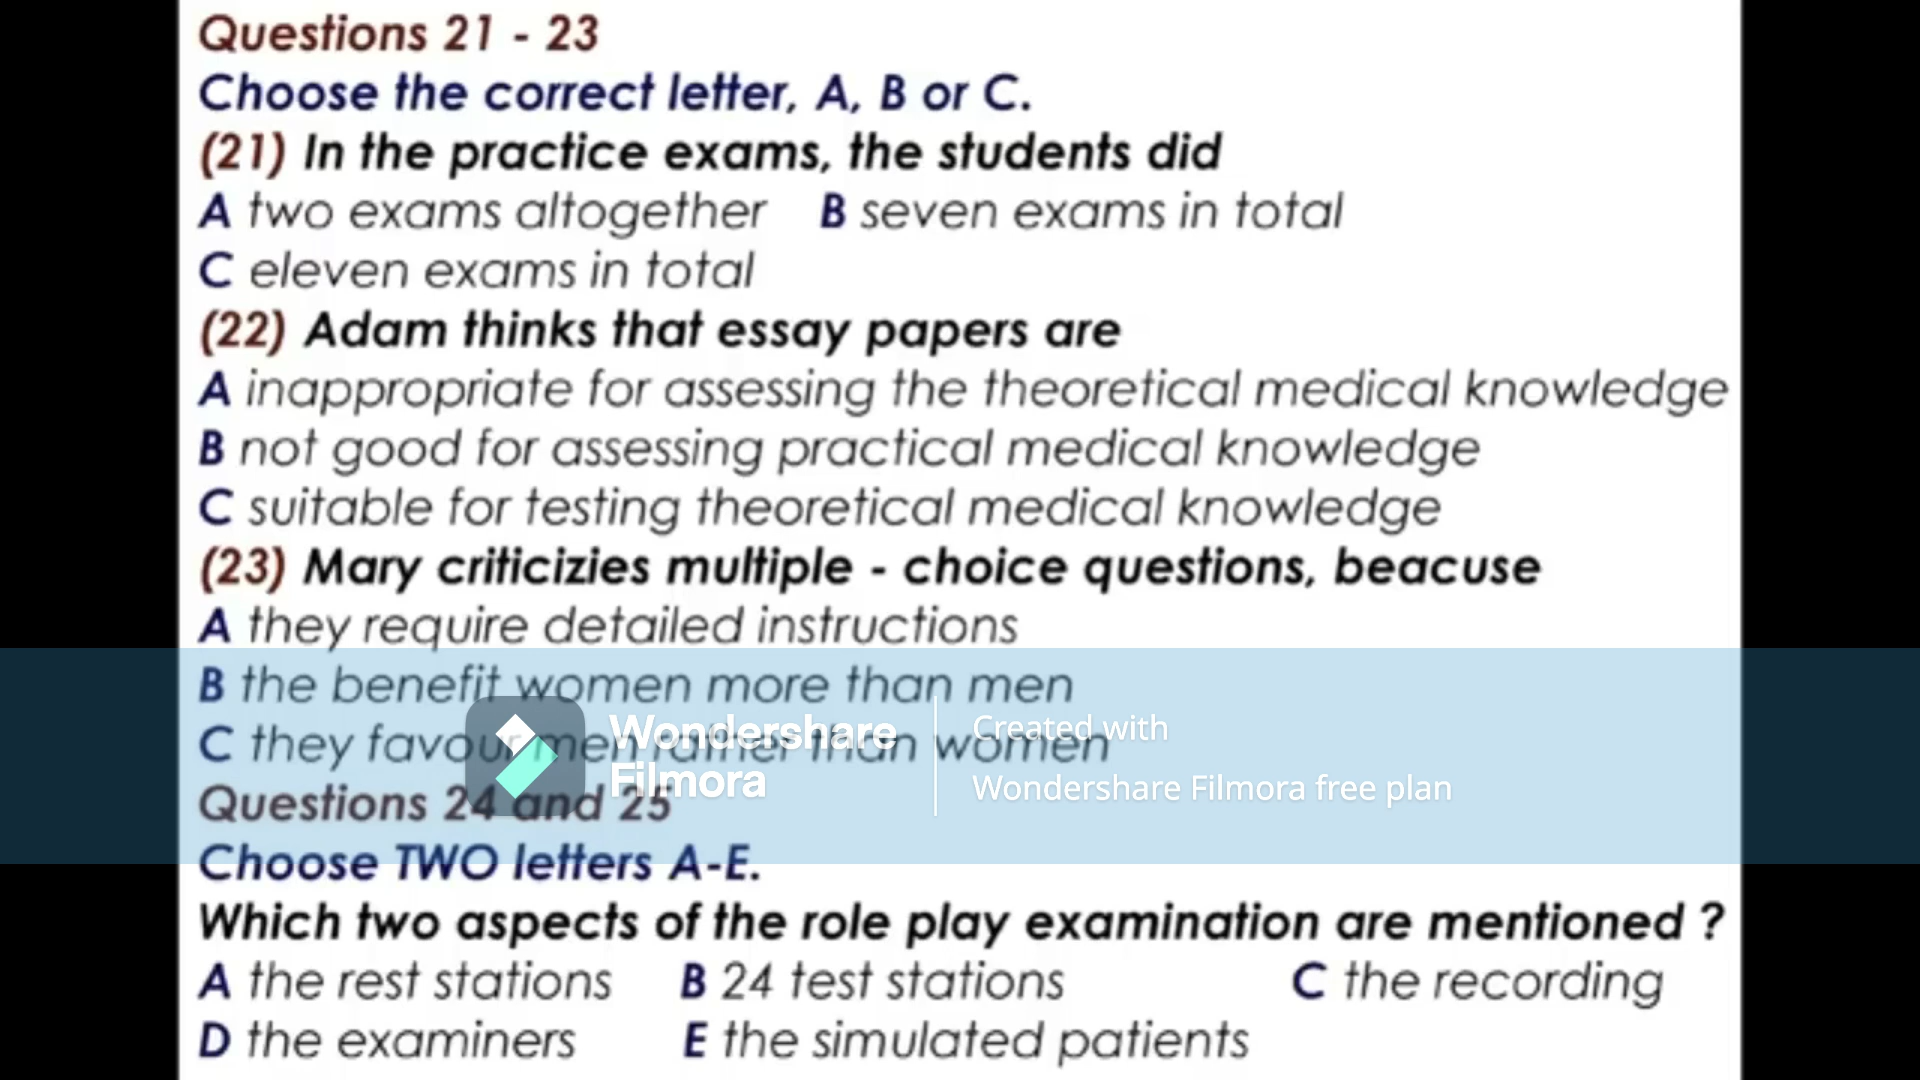 Questions 21 - 23
Choose the correct letter, A, B or C.
(21) In the practice exams, the students did
A two exams altogether B seven exams in total
C eleven exams in total
(22) Adam thinks that essay papers are
A inappropriate for assessing the theoretical medical knowledge
B not good for assessing practical medical knowledge
C suitable for testing theoretical medical knowledge
(23) Mary criticizies multiple - choice questions, beacuse
A they require detailed instructions
B the benefit women more than men
C they favour men rather than women
Wondershare
Filmora
Created with
Wondershare Filmora free plan
Questions 24 and 25
Choose TWO letters A-E.
Which two aspects of the role play examination are mentioned ?
A the rest stations B 24 test stations C the recording
D the examiners E the simulated patients